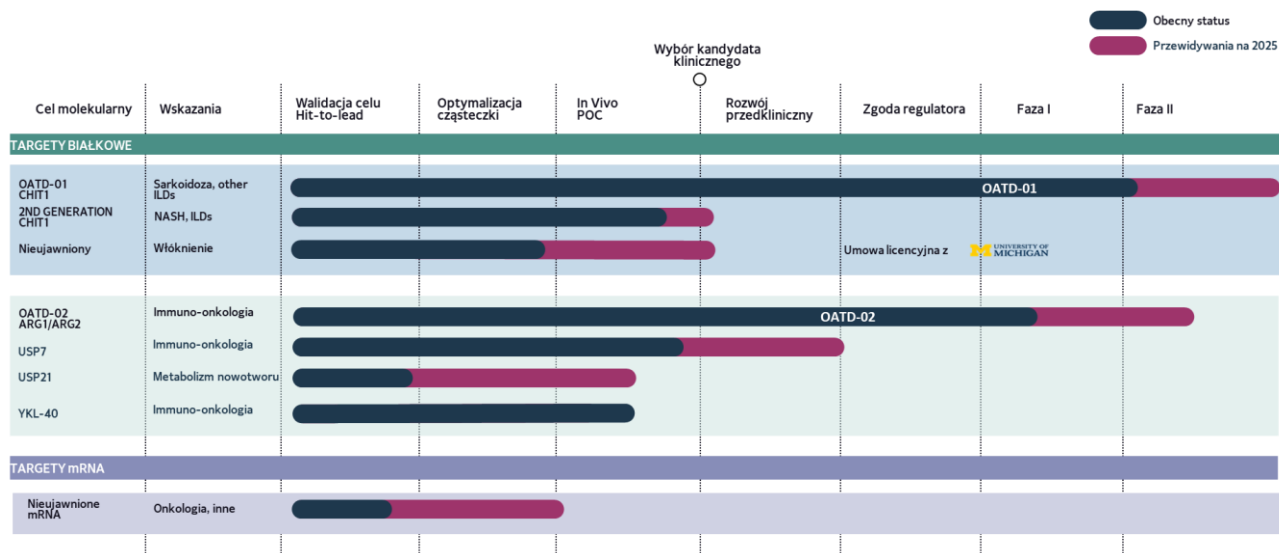 Obecny status
Przewidywania na 2025
Wybór kandydata
klinicznego
Cel molekularny
Wskazania
Walidacja celu
Hit-to-lead
Optymalizacja
cząsteczki
In Vivo
POC
Rozwój
przedkliniczny
Zgoda regulatora
Faza I
Faza II
TARGETY BIAŁKOWE
OATD-01
CHIT1
Sarkoidoza, other
ILDs
OATD-01
2ND GENERATION
CHIT1
NASH, ILDs
Nieujawniony
Włóknienie
Umowa licencyjna z
UNIVERSITY OF
MICHIGAN
OATD-02
ARG1/ARG2
Immuno-onkologia
OATD-02
USP7
Immuno-onkologia
USP21
Metabolizm nowotworu
YKL-40
Immuno-onkologia
TARGETY mRNA
Nieujawnione
mRNA
Onkologia, inne